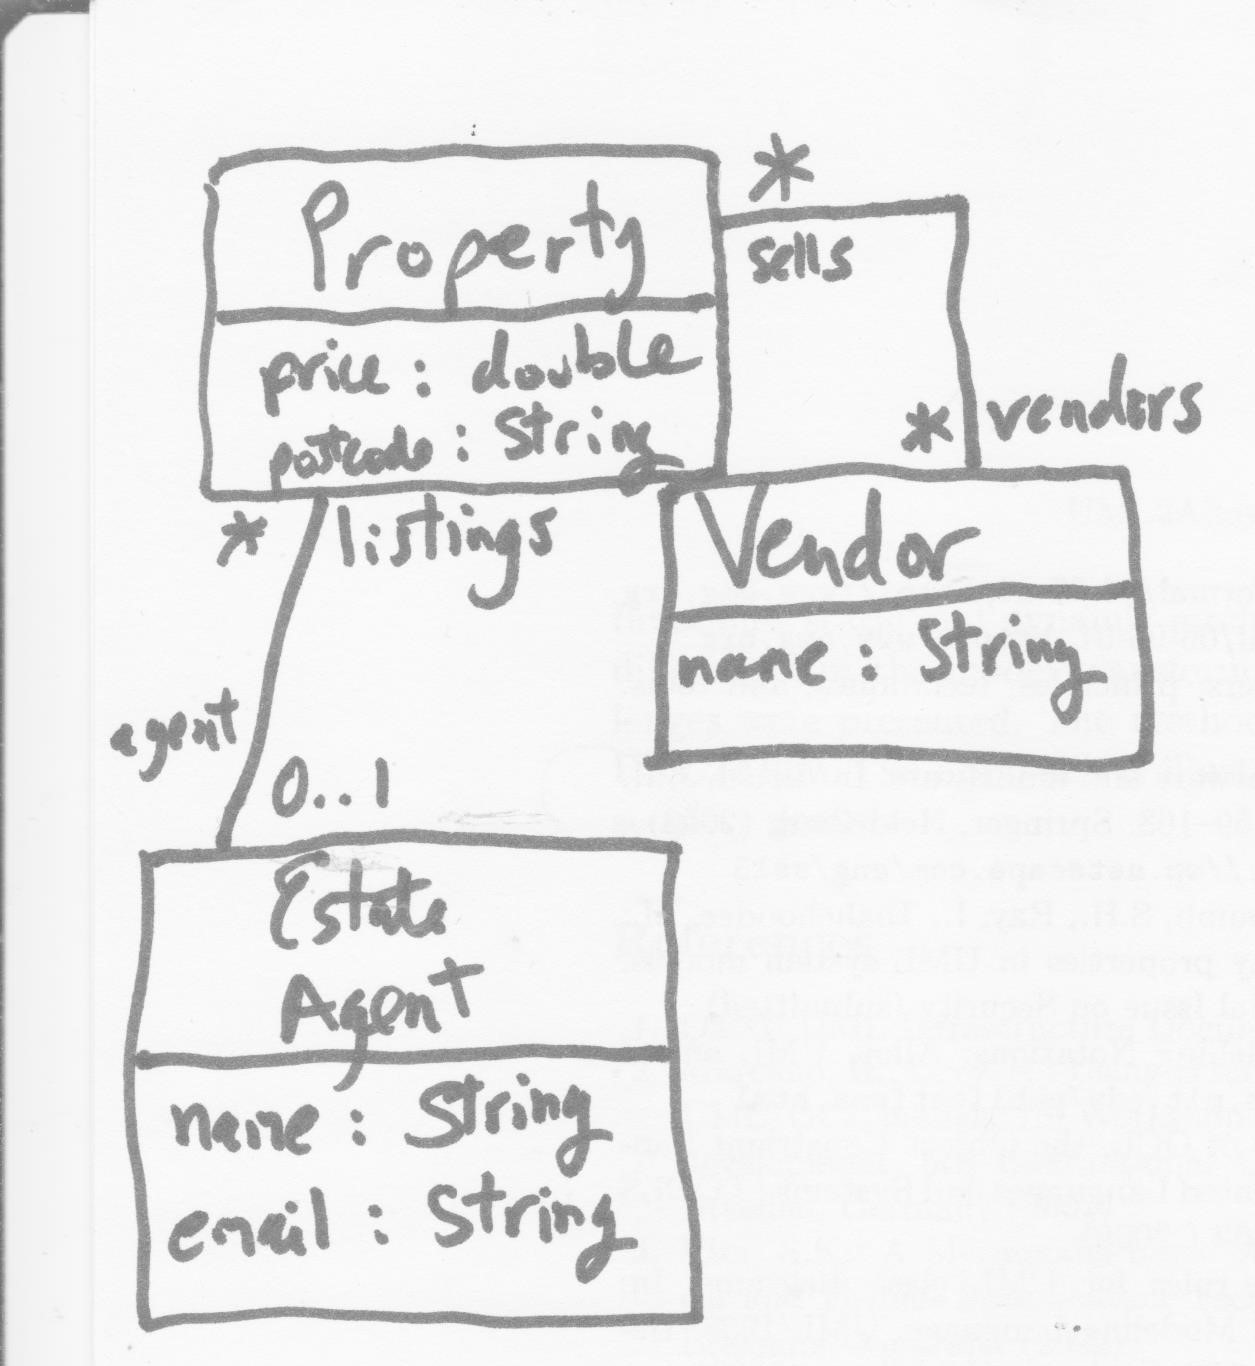 Property
*
sells
price: double
postcode: String
* vendors
* listings
Vendor
name: String
agent
0..1
Estate
Agent
name: String
email: String